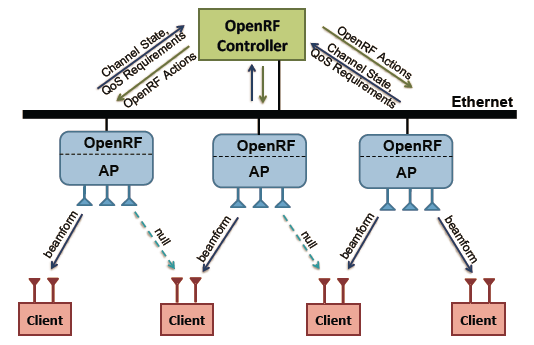 OpenRF
Controller
Channel State,
QoS Requirements
OpenRF Actions
OpenRF Actions
Channel State,
QoS Requirements
Ethernet
OpenRF
AP
OpenRF
AP
OpenRF
AP
beamform
null
beamform
null
beamform
beamform
Client
Client
Client
Client